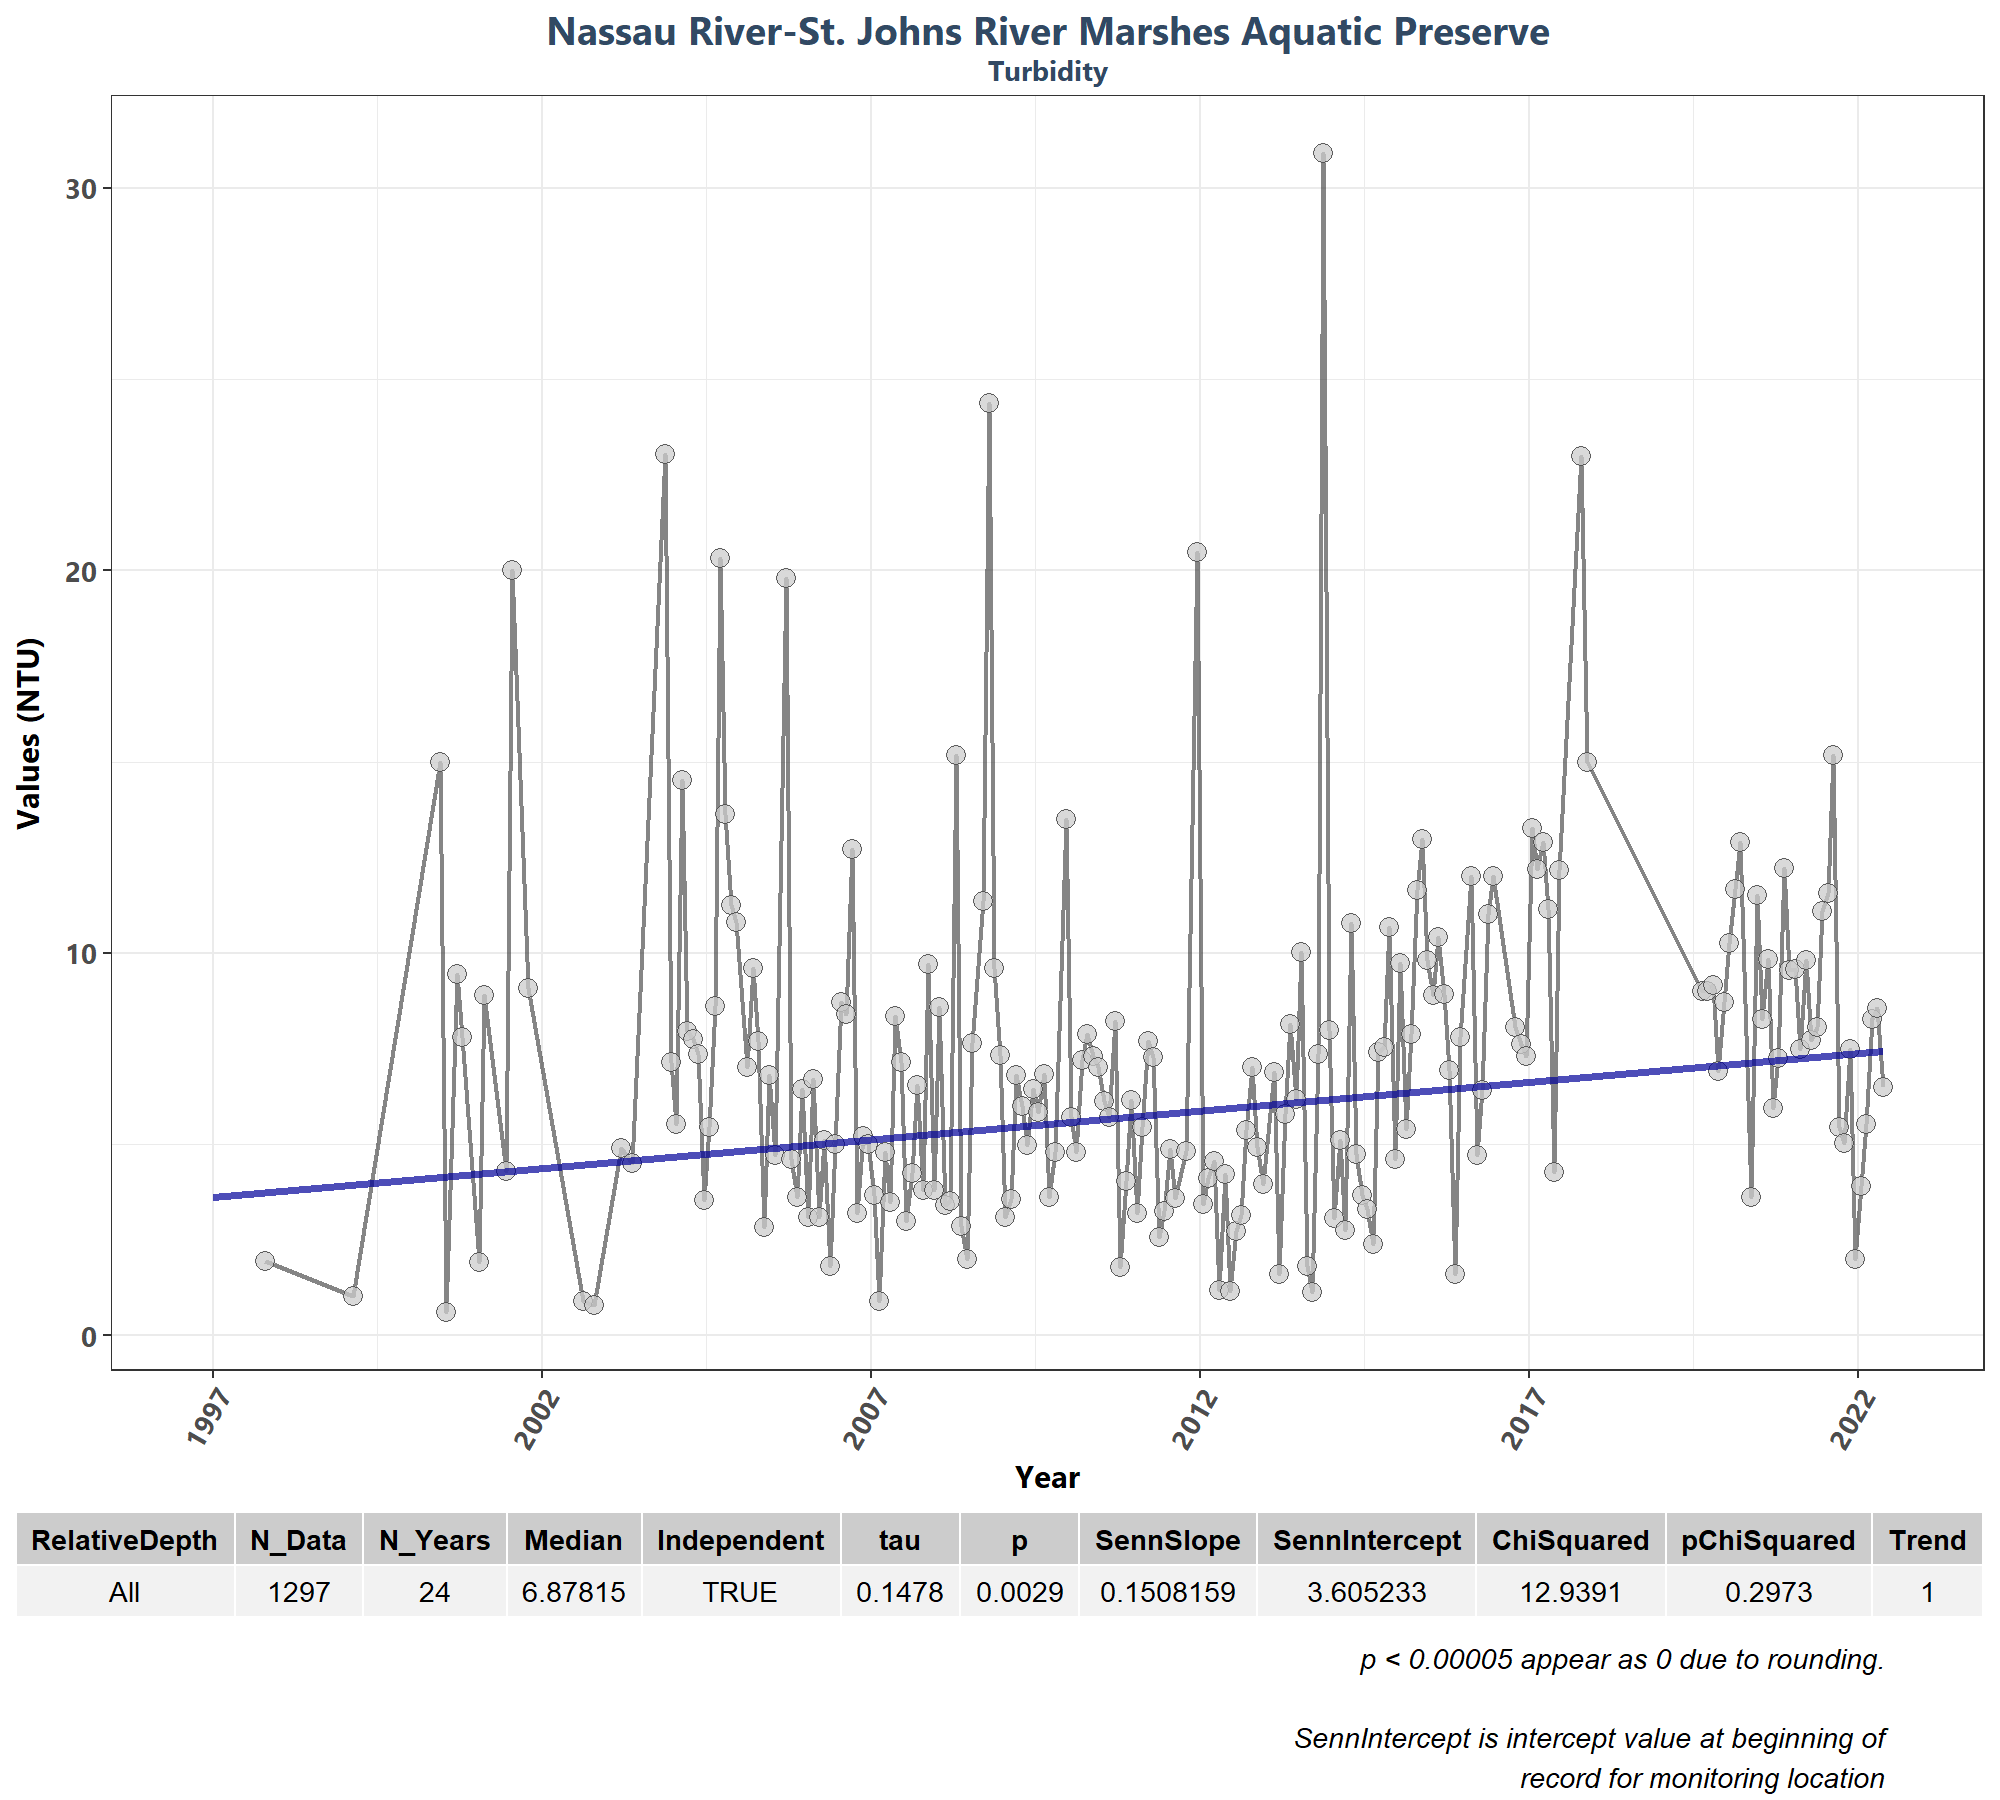 Nassau River-St. Johns River Marshes Aquatic Preserve
Turbidity
Values (NTU)
30
20
10
0
1997 2002 2007 2012 2017 2022
Year
RelativeDepth N_Data N_Years Median Independent tau p SennSlope SennIntercept ChiSquared pChiSquared Trend
All 1297 24 6.87815 TRUE 0.1478 0.0029 0.1508159 3.605233 12.9391 0.2973 1
p < 0.00005 appear as 0 due to rounding.
SennIntercept is intercept value at beginning of
record for monitoring location